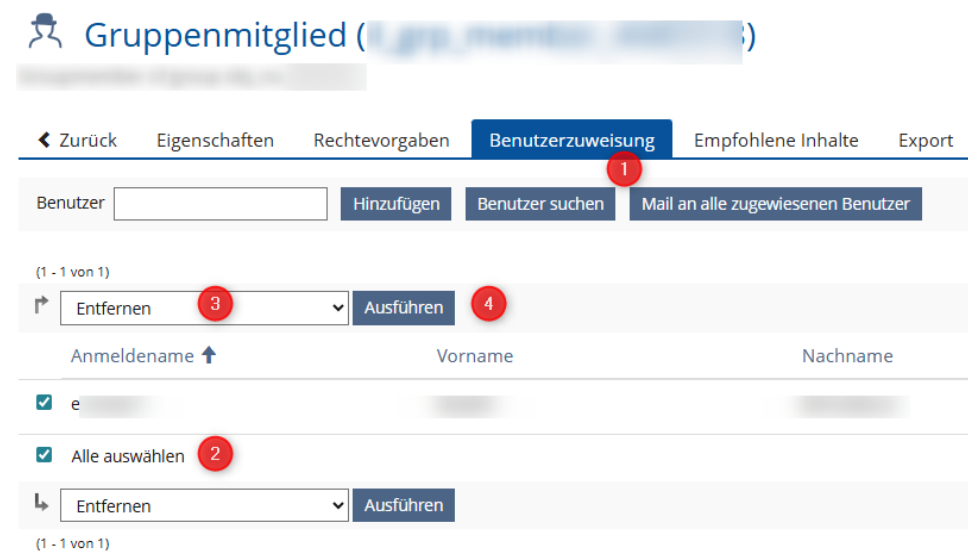 Gruppenmitglied (
Zurück Eigenschaften Rechtevorgaben Benutzerzuweisung Empfohlene Inhalte Export
1
Benutzer Hinzufügen Benutzer suchen Mail an alle zugewiesenen Benutzer
(1 - 1 von 1)
Entfernen 3 Ausführen 4
Anmeldename Vorname Nachname
e
Alle auswählen 2
Entfernen Ausführen
(1 - 1 von 1)